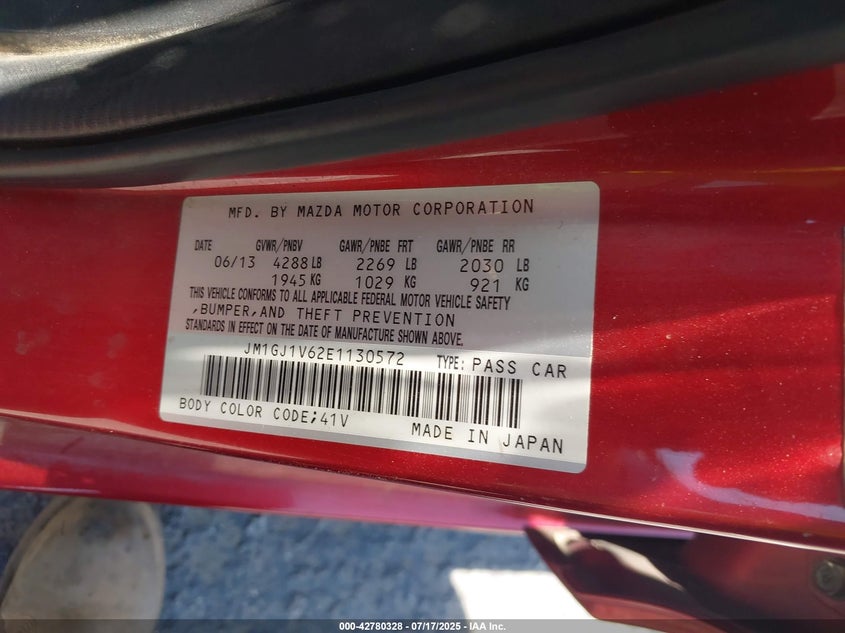 MFD. BY MAZDA MOTOR CORPORATION
DATE GVWR/PNBV GAWR/PNBE FRT GAWR/PNBE RR
06/13 4288 LB 2269 LB 2030 LB
1945 KG 1029 KG 921 KG
THIS VEHICLE CONFORMS TO ALL APPLICABLE FEDERAL MOTOR VEHICLE SAFETY
,BUMPER,AND THEFT PREVENTION
STANDARDS IN EFFECT ON THE DATE OF MANUFACTURE SHOWN ABOVE.
JM1GJ1V62E1130572 TYPE: PASS CAR
BODY COLOR CODE;41V
MADE IN JAPAN
000-42780328 - 07/17/2025 - IAA Inc.